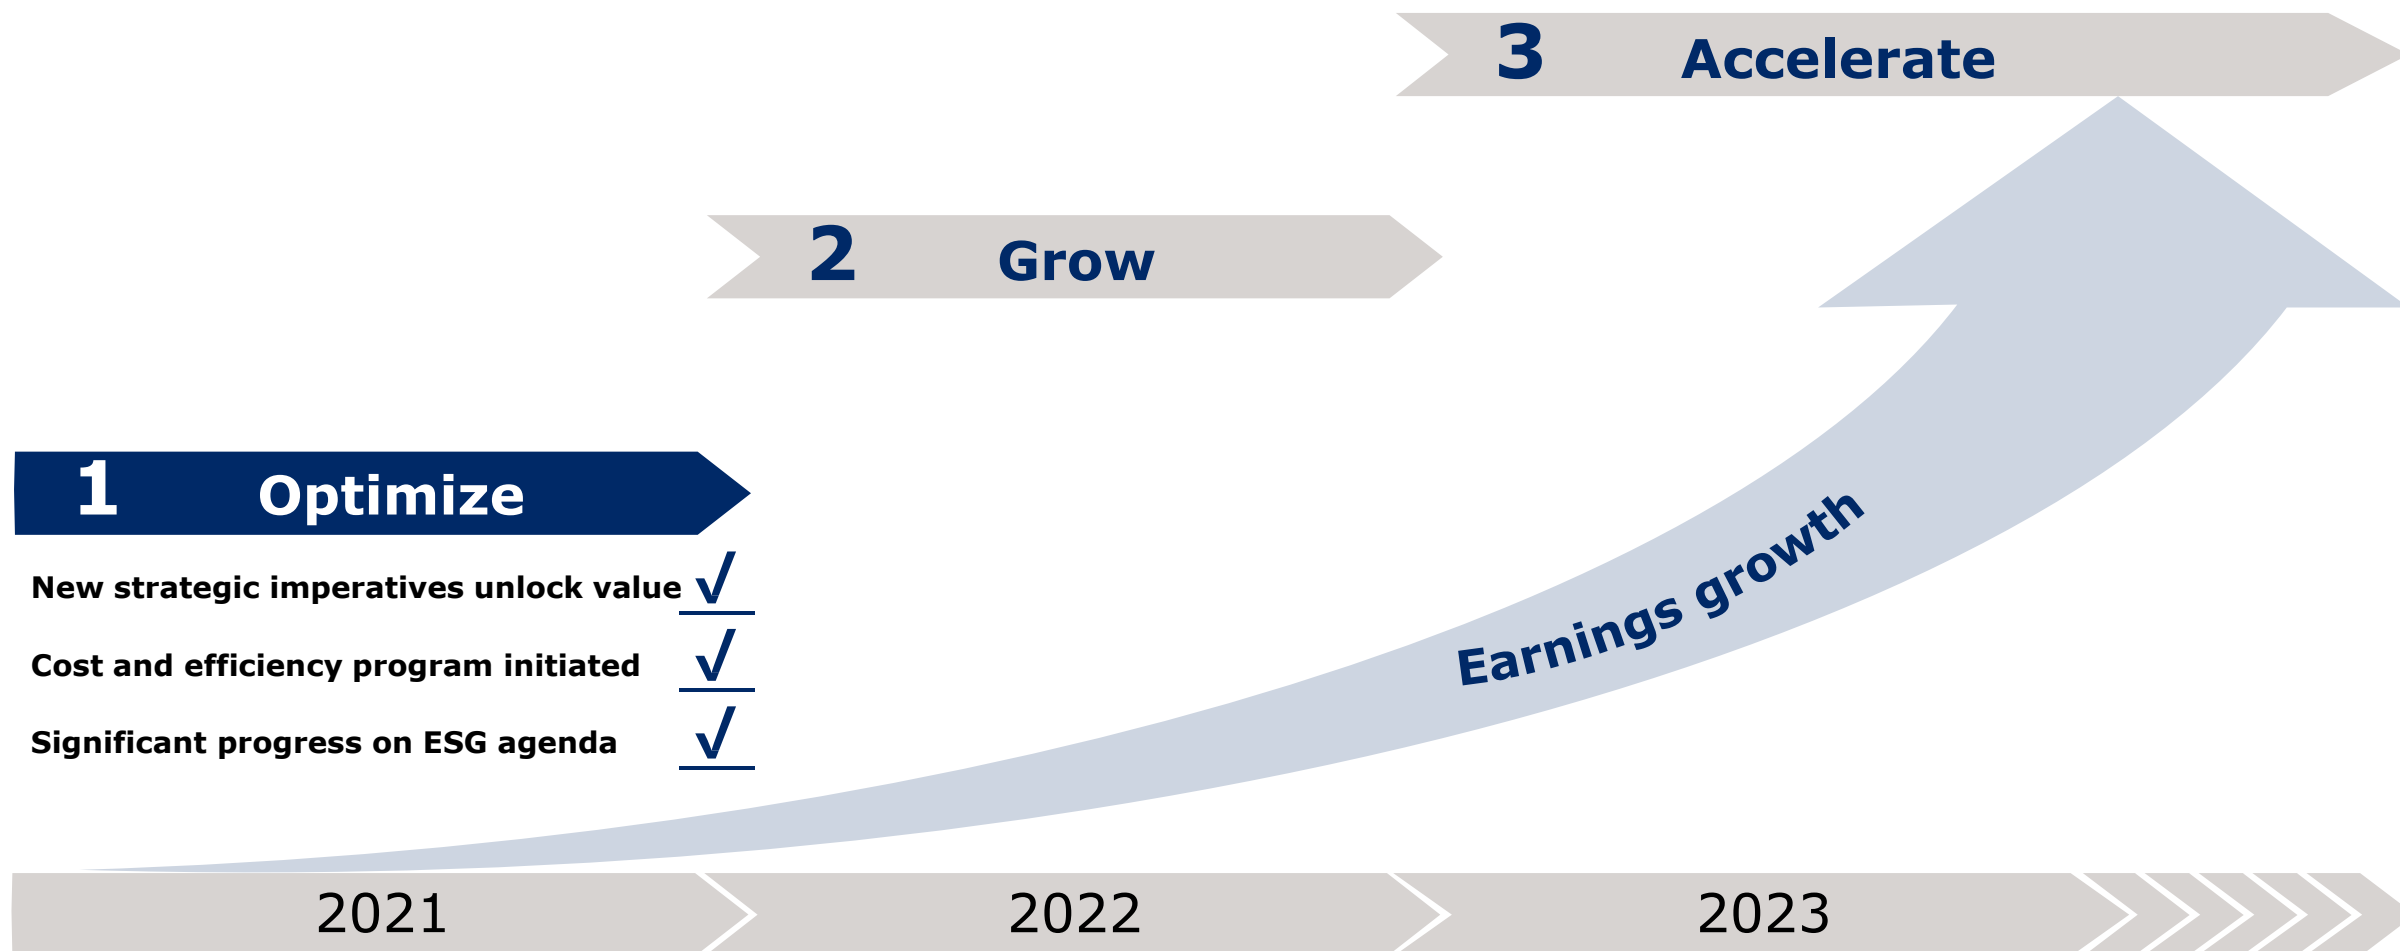 3 Accelerate
2 Grow
1 Optimize
New strategic imperatives unlock value √
Cost and efficiency program initiated √
Significant progress on ESG agenda √
Earnings growth
2021 2022 2023